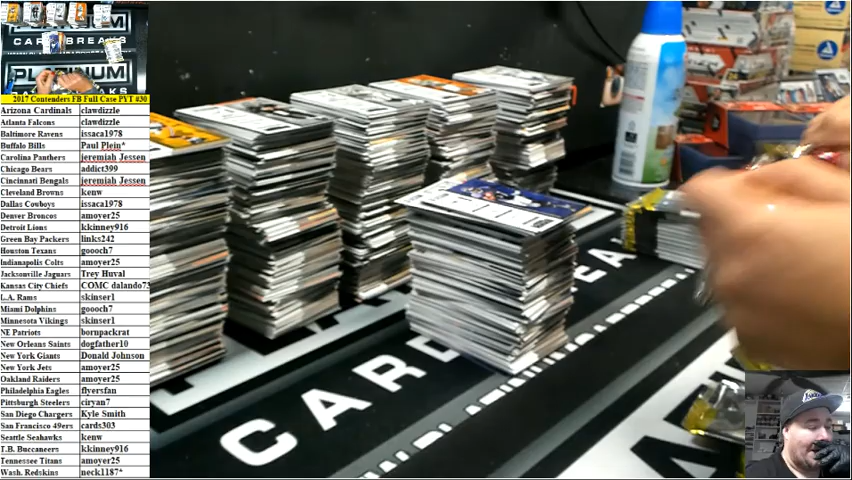 PLATINUM
CARD BREAKS
PLATINUM
2017 Contenders FB Full Case PYT #30
Arizona Cardinals clawdizzle
Atlanta Falcons clawdizzle
Baltimore Ravens issaca1978
Buffalo Bills Paul Plein*
Carolina Panthers jeremiah Jessen
Chicago Bears addict399
Cincinnati Bengals jeremiah Jessen
Cleveland Browns kenw
Dallas Cowboys issaca1978
Denver Broncos amoyer25
Detroit Lions kkinney916
Green Bay Packers links242
Houston Texans goooch7
Indianapolis Colts amoyer25
Jacksonville Jaguars Trey Huval
Kansas City Chiefs COMC dalando73
L.A. Rams skinser1
Miami Dolphins goooch7
Minnesota Vikings skinser1
NE Patriots bornpackrat
New Orleans Saints dogfather10
New York Giants Donald Johnson
New York Jets amoyer25
Oakland Raiders amoyer25
Philadelphia Eagles flyersfan
Pittsburgh Steelers ciryan7
San Diego Chargers Kyle Smith
San Francisco 49ers cards303
Seattle Seahawks kenw
T.B. Buccaneers kkinney916
Tennessee Titans amoyer25
Wash. Redskins neck1187*
CARD